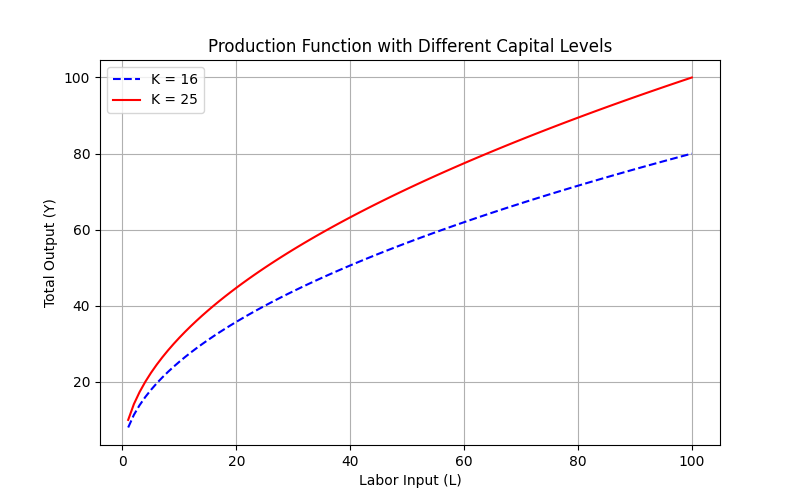 Production Function with Different Capital Levels
K = 16
K = 25
Total Output (Y)
100
80
60
40
20
0 20 40 60 80 100
Labor Input (L)